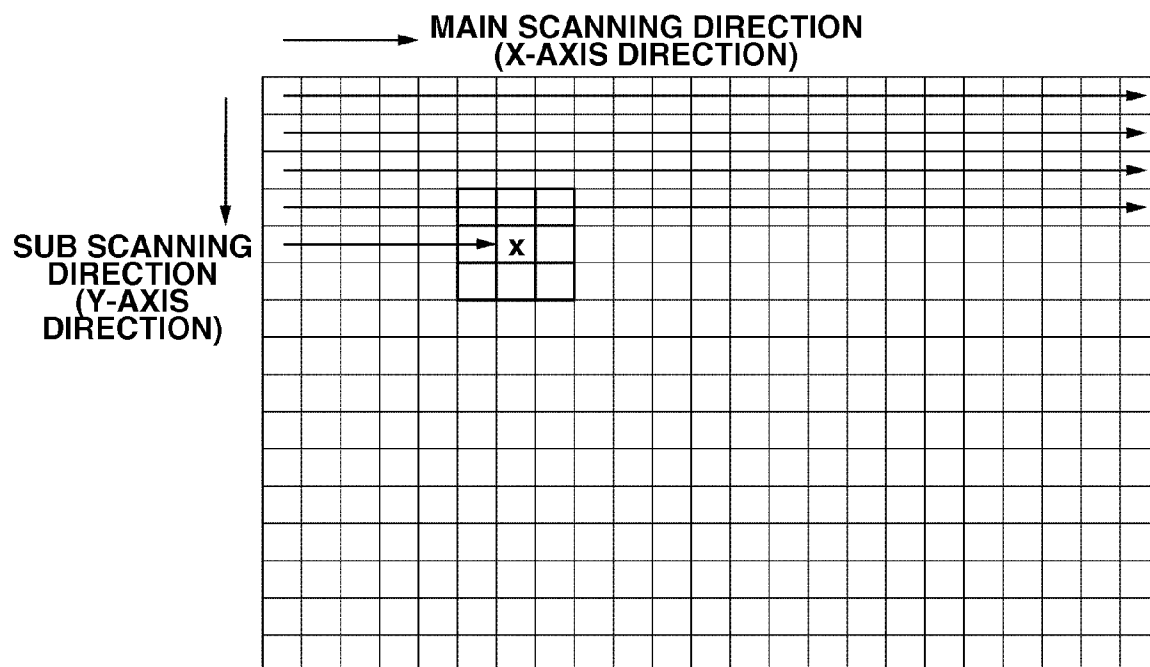 MAIN SCANNING DIRECTION
(X-AXIS DIRECTION)
SUB SCANNING
DIRECTION
(Y-AXIS
DIRECTION)
x